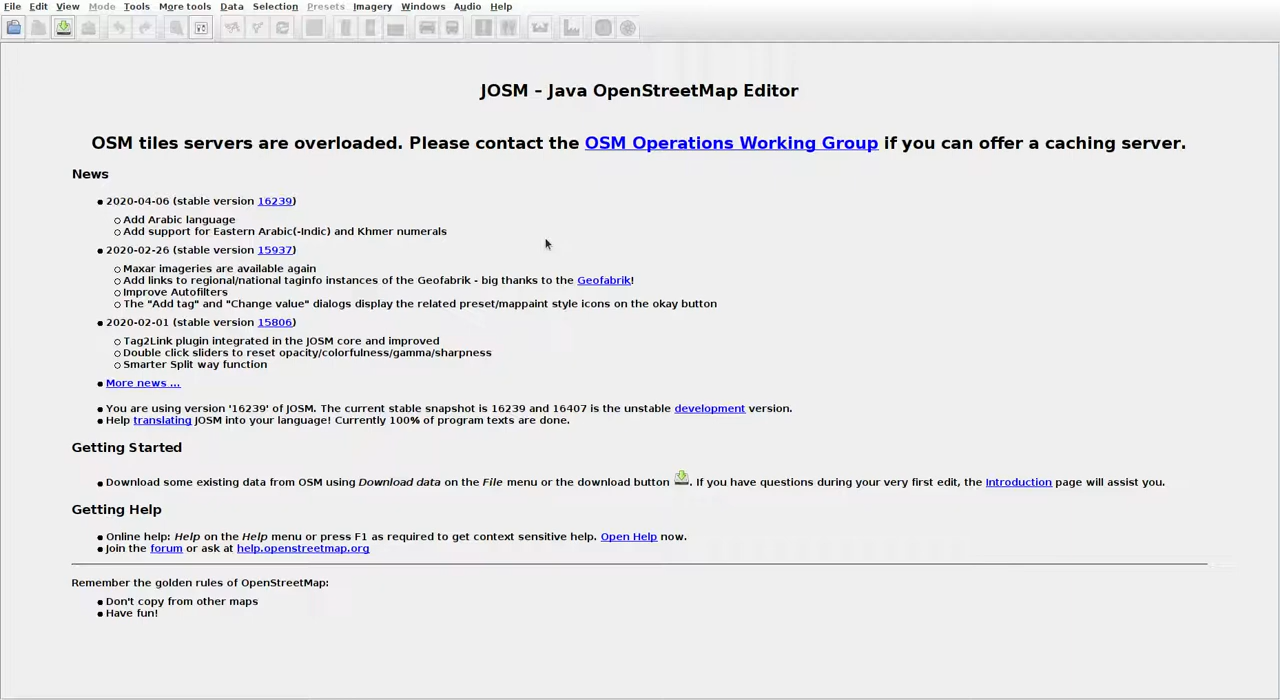 File Edit View Mode Tools More tools Data Selection Presets Imagery Windows Audio Help
JOSM – Java OpenStreetMap Editor
OSM tiles servers are overloaded. Please contact the OSM Operations Working Group if you can offer a caching server.
News
2020-04-06 (stable version 16239)
Add Arabic language
Add support for Eastern Arabic(-Indic) and Khmer numerals
2020-02-26 (stable version 15937)
Maxar imageries are available again
Add links to regional/national taginfo instances of the Geofabrik - big thanks to the Geofabrik!
Improve Autofilters
The "Add tag" and "Change value" dialogs display the related preset/mappaint style icons on the okay button
2020-02-01 (stable version 15806)
Tag2Link plugin integrated in the JOSM core and improved
Double click sliders to reset opacity/colorfulness/gamma/sharpness
Smarter Split way function
More news ...
You are using version '16239' of JOSM. The current stable snapshot is 16239 and 16407 is the unstable development version.
Help translating JOSM into your language! Currently 100% of program texts are done.
Getting Started
Download some existing data from OSM using Download data on the File menu or the download button . If you have questions during your very first edit, the Introduction page will assist you.
Getting Help
Online help: Help on the Help menu or press F1 as required to get context sensitive help. Open Help now.
Join the forum or ask at help.openstreetmap.org
Remember the golden rules of OpenStreetMap:
Don't copy from other maps
Have fun!